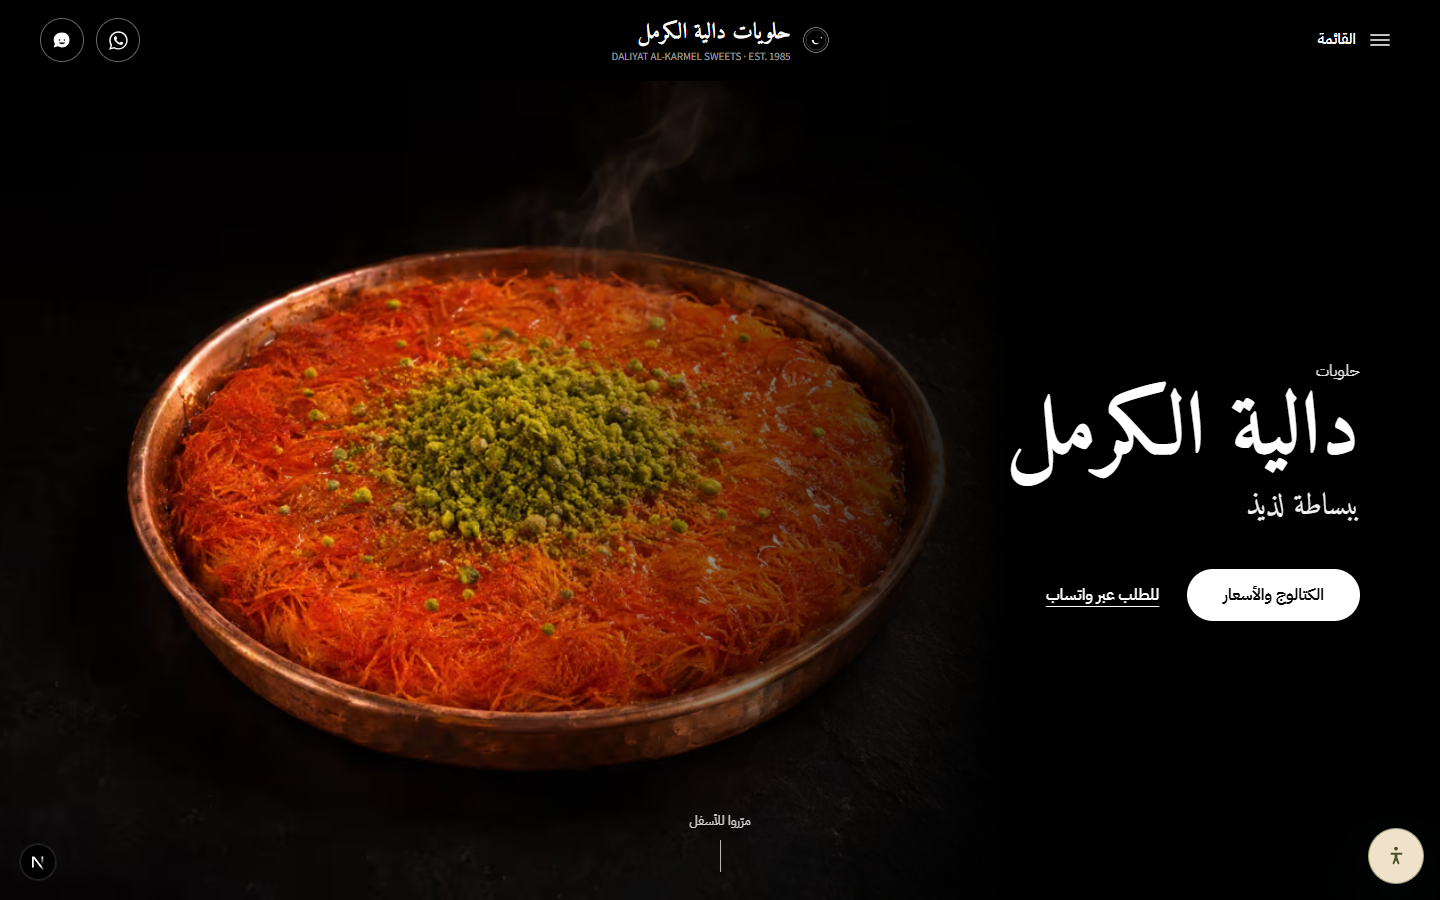 القائمة
حلويات دالية الكرمل
DALIYAT AL-KARMEL SWEETS · EST. 1985
حلويات
دالية الكرمل
ببساطة لذيذ
الكتالوج والأسعار
للطلب عبر واتساب
مرّروا للأسفل
N